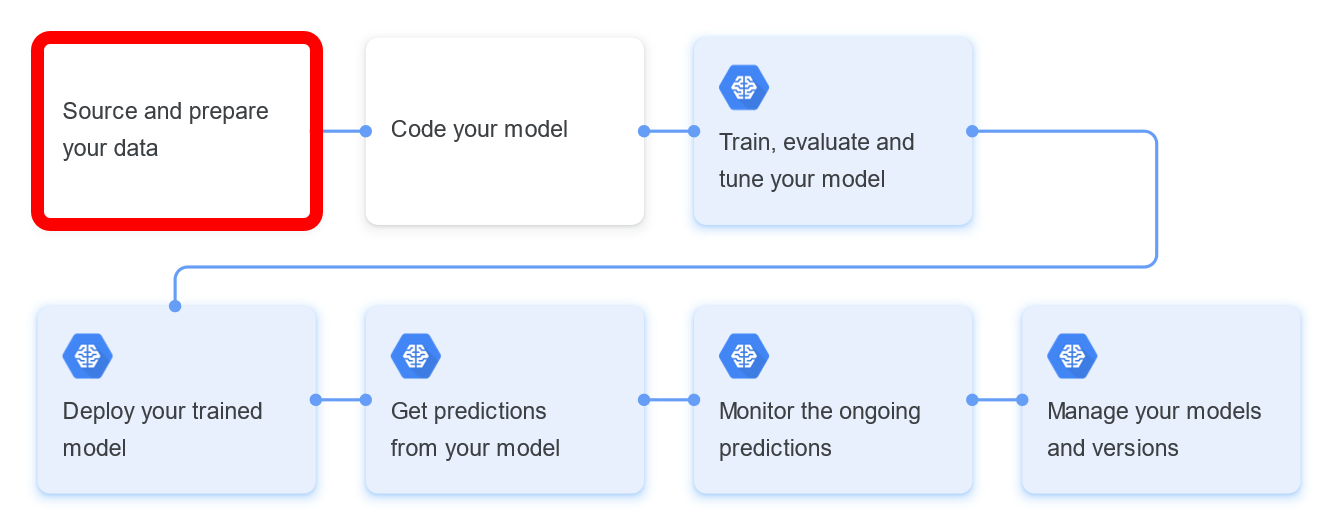 Source and prepare
your data
Code your model
Train, evaluate and
tune your model
Deploy your trained
model
Get predictions
from your model
Monitor the ongoing
predictions
Manage your models
and versions